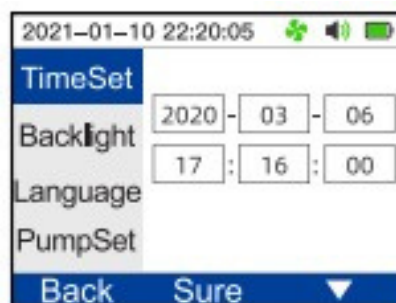 2021-01-10 22:20:05
TimeSet
Backlight
Language
PumpSet
2020 - 03 - 06
17 : 16 : 00
Back Sure